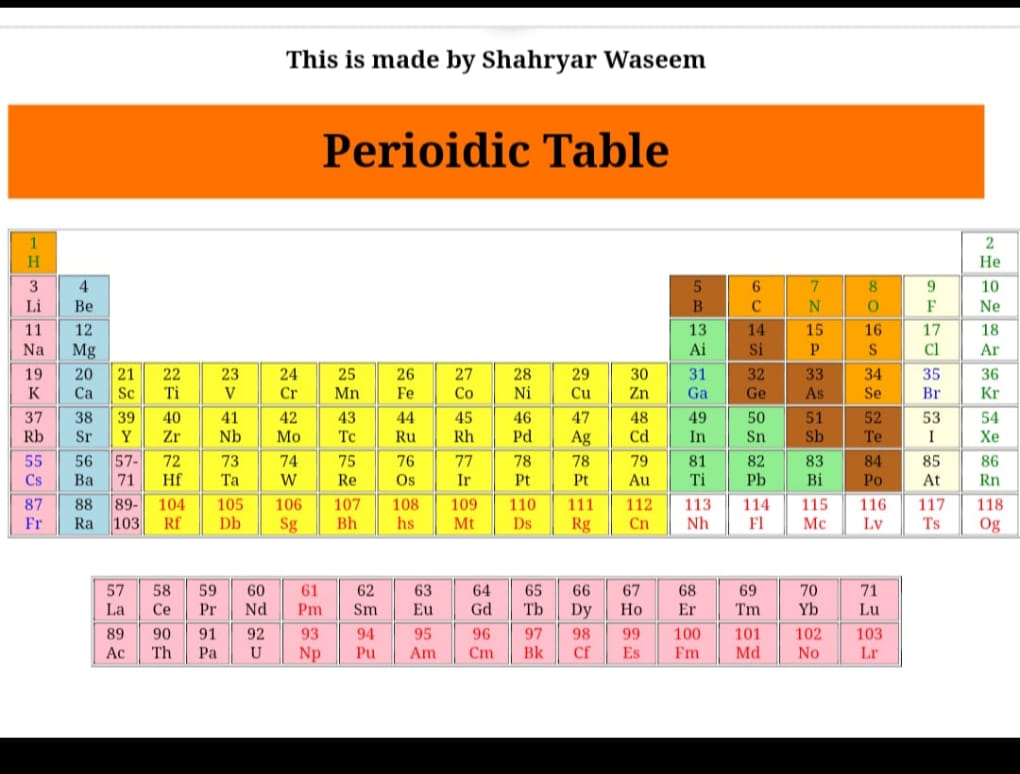 This is made by Shahryar Waseem
Perioidic Table
1 2
H He
3 4 5 6 7 8 9 10
Li Be B C N O F Ne
11 12 13 14 15 16 17 18
Na Mg Ai Si P S Cl Ar
19 20 21 22 23 24 25 26 27 28 29 30 31 32 33 34 35 36
K Ca Sc Ti V Cr Mn Fe Co Ni Cu Zn Ga Ge As Se Br Kr
37 38 39 40 41 42 43 44 45 46 47 48 49 50 51 52 53 54
Rb Sr Y Zr Nb Mo Tc Ru Rh Pd Ag Cd In Sn Sb Te I Xe
55 56 57- 72 73 74 75 76 77 78 78 79 81 82 83 84 85 86
Cs Ba 71 Hf Ta W Re Os Ir Pt Pt Au Ti Pb Bi Po At Rn
87 88 89- 104 105 106 107 108 109 110 111 112 113 114 115 116 117 118
Fr Ra 103 Rf Db Sg Bh hs Mt Ds Rg Cn Nh Fl Mc Lv Ts Og
57 58 59 60 61 62 63 64 65 66 67 68 69 70 71
La Ce Pr Nd Pm Sm Eu Gd Tb Dy Ho Er Tm Yb Lu
89 90 91 92 93 94 95 96 97 98 99 100 101 102 103
Ac Th Pa U Np Pu Am Cm Bk Cf Es Fm Md No Lr